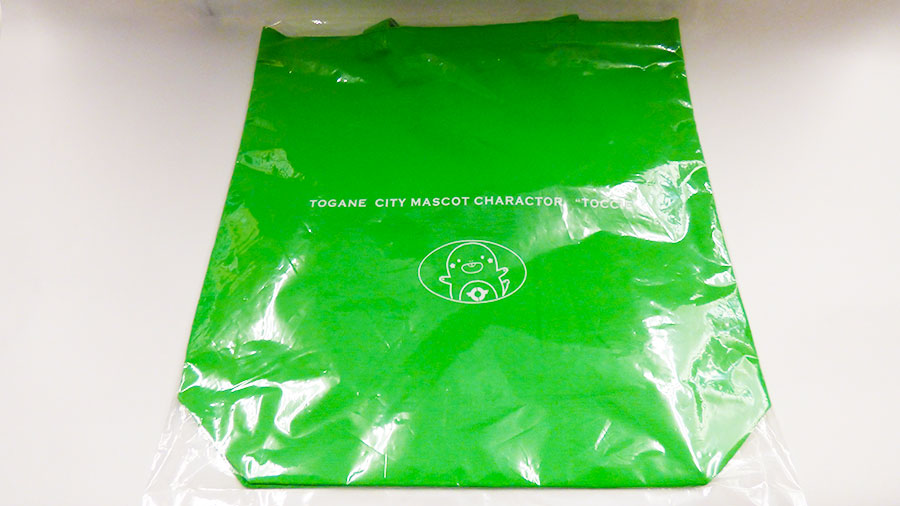 TOGANE CITY MASCOT CHARACTOR